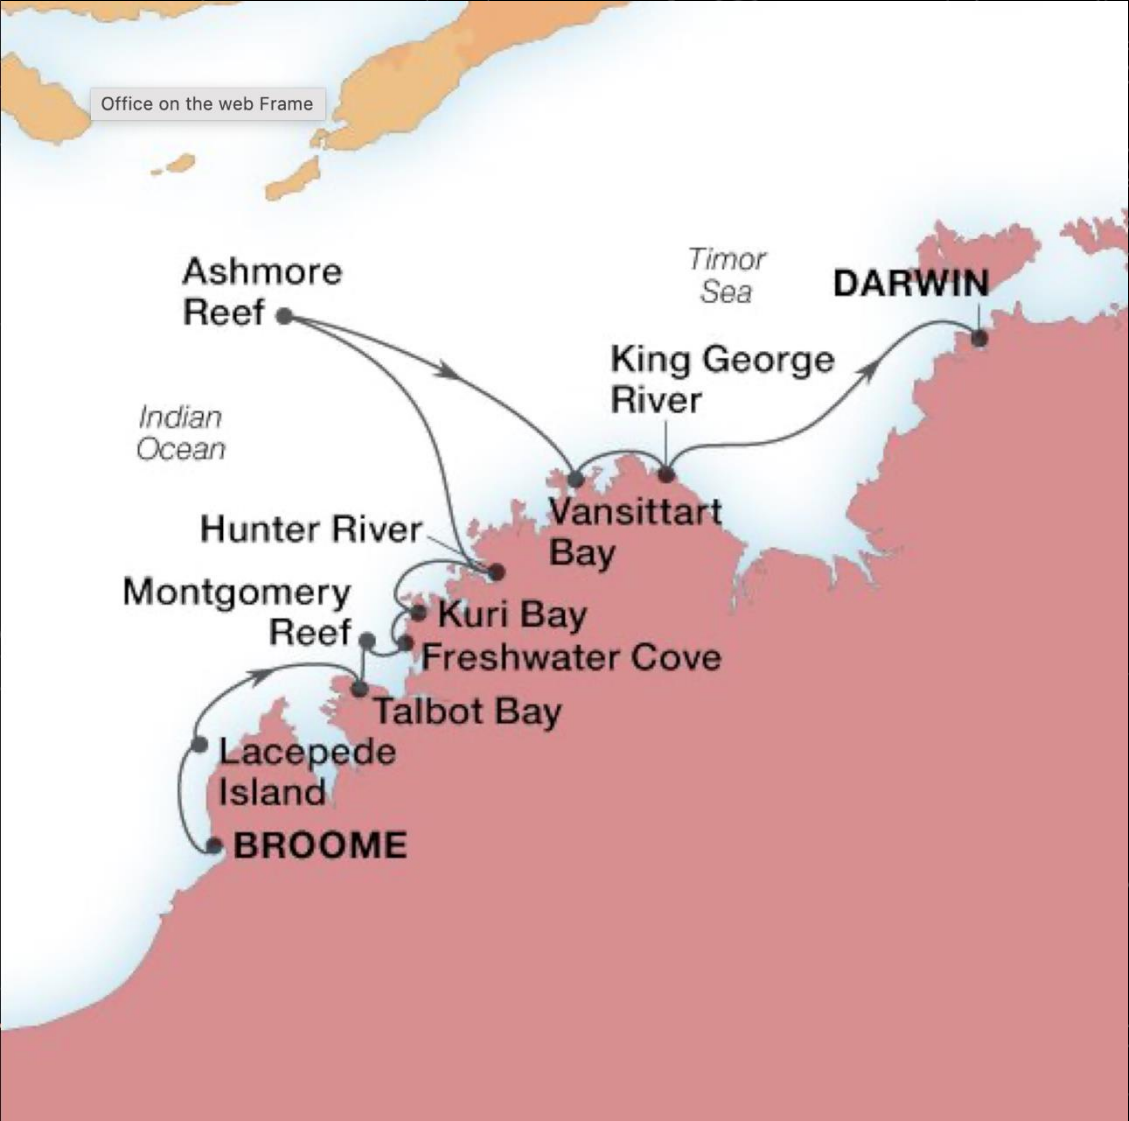 Office on the web Frame
Ashmore
Reef
Timor
Sea
DARWIN
King George
River
Indian
Ocean
Vansittart
Bay
Hunter River
Montgomery
Reef
Kuri Bay
Freshwater Cove
Talbot Bay
Lacepede
Island
BROOME